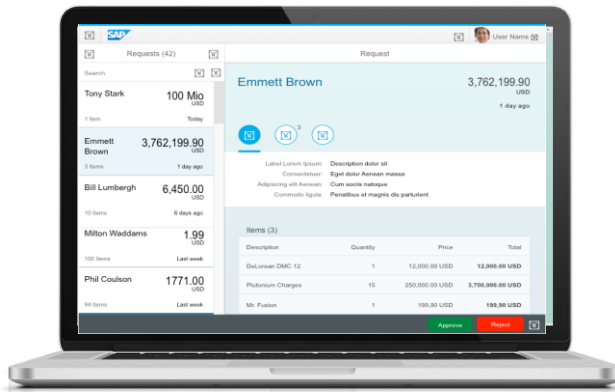 SAP
User Name
Requests (42)
Request
Search
Tony Stark
100 Mio
USD
1 Item
Today
Emmett
Brown
3,762,199.90
USD
3 Items
1 day ago
Bill Lumbergh
6,450.00
USD
10 Items
6 days ago
Milton Waddams
1.99
USD
100 Items
Last week
Phil Coulson
1771.00
USD
94 Items
Last week
Emmett Brown
3,762,199.90
USD
1 day ago
3
Label Lorem Ipsum: Description dolor sit
Consectetuer: Eget dolor Aenean massa
Adipiscing elit Aenean: Cum sociis natoque
Commodo ligula: Penatibus et magnis dis parturient
Items (3)
Description Quantity Price Total
DeLorean DMC 12 1 12,000.00 USD 12,000.00 USD
Plutonium Charges 15 250,000.00 USD 3,750,000.00 USD
Mr. Fusion 1 199,90 USD 199,90 USD
Approve Reject